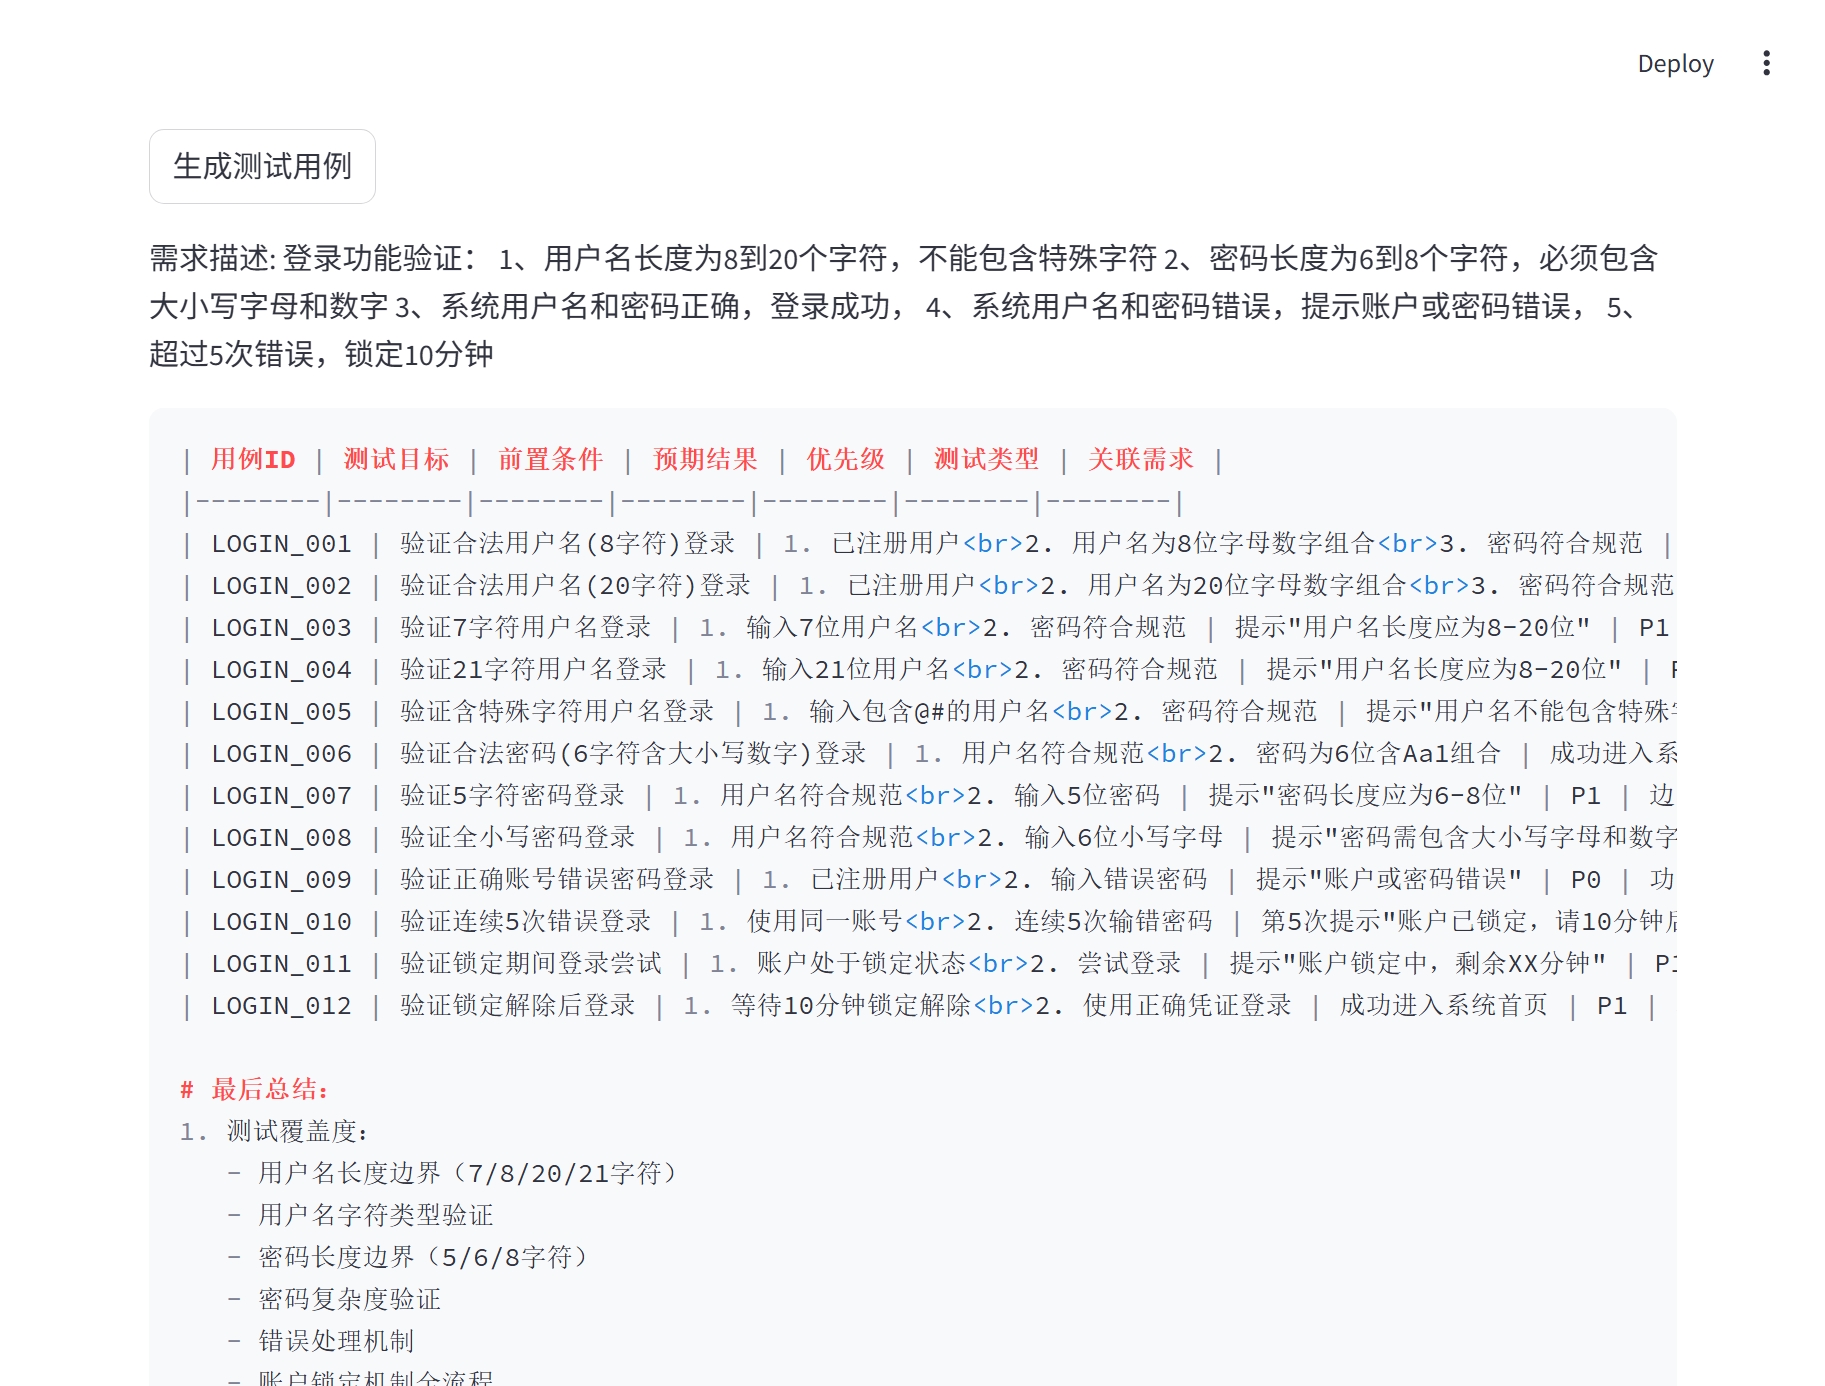 Deploy
生成测试用例
需求描述: 登录功能验证： 1、用户名长度为8到20个字符，不能包含特殊字符 2、密码长度为6到8个字符，必须包含
大小写字母和数字 3、系统用户名和密码正确，登录成功， 4、系统用户名和密码错误，提示账户或密码错误， 5、
超过5次错误，锁定10分钟
| 用例ID | 测试目标 | 前置条件 | 预期结果 | 优先级 | 测试类型 | 关联需求 |
|--------|--------|--------|--------|--------|--------|--------|
| LOGIN_001 | 验证合法用户名(8字符)登录 | 1. 已注册用户<br>2. 用户名为8位字母数字组合<br>3. 密码符合规范 |
| LOGIN_002 | 验证合法用户名(20字符)登录 | 1. 已注册用户<br>2. 用户名为20位字母数字组合<br>3. 密码符合规范
| LOGIN_003 | 验证7字符用户名登录 | 1. 输入7位用户名<br>2. 密码符合规范 | 提示"用户名长度应为8-20位" | P1
| LOGIN_004 | 验证21字符用户名登录 | 1. 输入21位用户名<br>2. 密码符合规范 | 提示"用户名长度应为8-20位" |
| LOGIN_005 | 验证含特殊字符用户名登录 | 1. 输入包含@#的用户名<br>2. 密码符合规范 | 提示"用户名不能包含特殊
| LOGIN_006 | 验证合法密码(6字符含大小写数字)登录 | 1. 用户名符合规范<br>2. 密码为6位含Aa1组合 | 成功进入系
| LOGIN_007 | 验证5字符密码登录 | 1. 用户名符合规范<br>2. 输入5位密码 | 提示"密码长度应为6-8位" | P1 | 边
| LOGIN_008 | 验证全小写密码登录 | 1. 用户名符合规范<br>2. 输入6位小写字母 | 提示"密码需包含大小写字母和数字
| LOGIN_009 | 验证正确账号错误密码登录 | 1. 已注册用户<br>2. 输入错误密码 | 提示"账户或密码错误" | P0 | 功
| LOGIN_010 | 验证连续5次错误登录 | 1. 使用同一账号<br>2. 连续5次输错密码 | 第5次提示"账户已锁定，请10分钟后
| LOGIN_011 | 验证锁定期间登录尝试 | 1. 账户处于锁定状态<br>2. 尝试登录 | 提示"账户锁定中，剩余XX分钟" | P1
| LOGIN_012 | 验证锁定解除后登录 | 1. 等待10分钟锁定解除<br>2. 使用正确凭证登录 | 成功进入系统首页 | P1 |
# 最后总结：
1. 测试覆盖度：
- 用户名长度边界（7/8/20/21字符）
- 用户名字符类型验证
- 密码长度边界（5/6/8字符）
- 密码复杂度验证
- 错误处理机制
- 账户锁定机制全流程